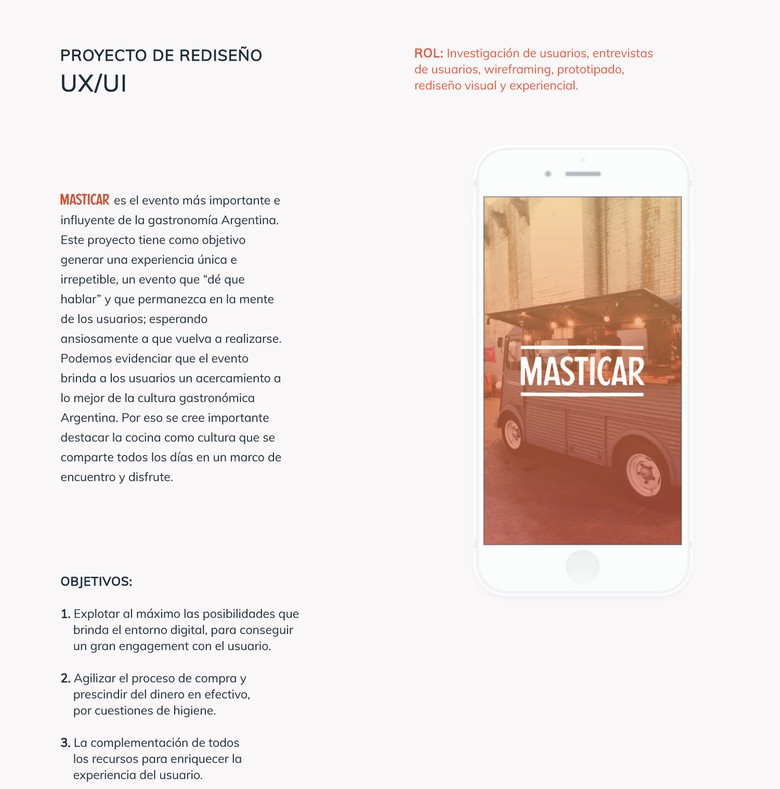 PROYECTO DE REDISEÑO
UX/UI
ROL: Investigación de usuarios, entrevistas
de usuarios, wireframing, prototipado,
rediseño visual y experiencial.
MASTICAR es el evento más importante e
influyente de la gastronomía Argentina.
Este proyecto tiene como objetivo
generar una experiencia única e
irrepetible, un evento que “dé que
hablar” y que permanezca en la mente
de los usuarios; esperando
ansiosamente a que vuelva a realizarse.
Podemos evidenciar que el evento
brinda a los usuarios un acercamiento a
lo mejor de la cultura gastronómica
Argentina. Por eso se cree importante
destacar la cocina como cultura que se
comparte todos los días en un marco de
encuentro y disfrute.
MASTICAR
OBJETIVOS:
1. Explotar al máximo las posibilidades que
brinda el entorno digital, para conseguir
un gran engagement con el usuario.
2. Agilizar el proceso de compra y
prescindir del dinero en efectivo,
por cuestiones de higiene.
3. La complementación de todos
los recursos para enriquecer la
experiencia del usuario.